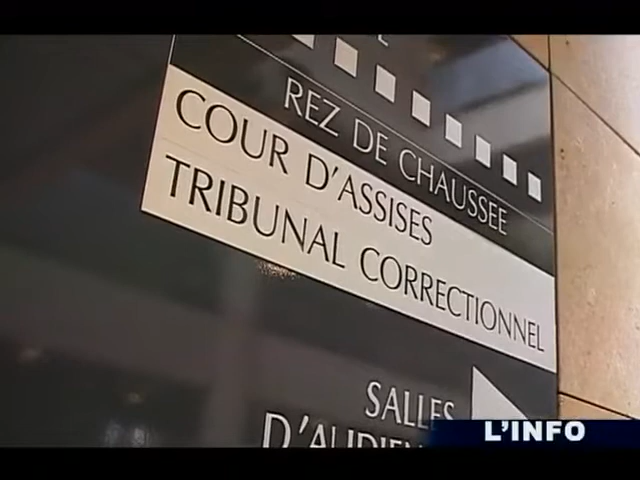 REZ DE CHAUSSEE
COUR D'ASSISES
TRIBUNAL CORRECTIONNEL
SALLES
L'INFO